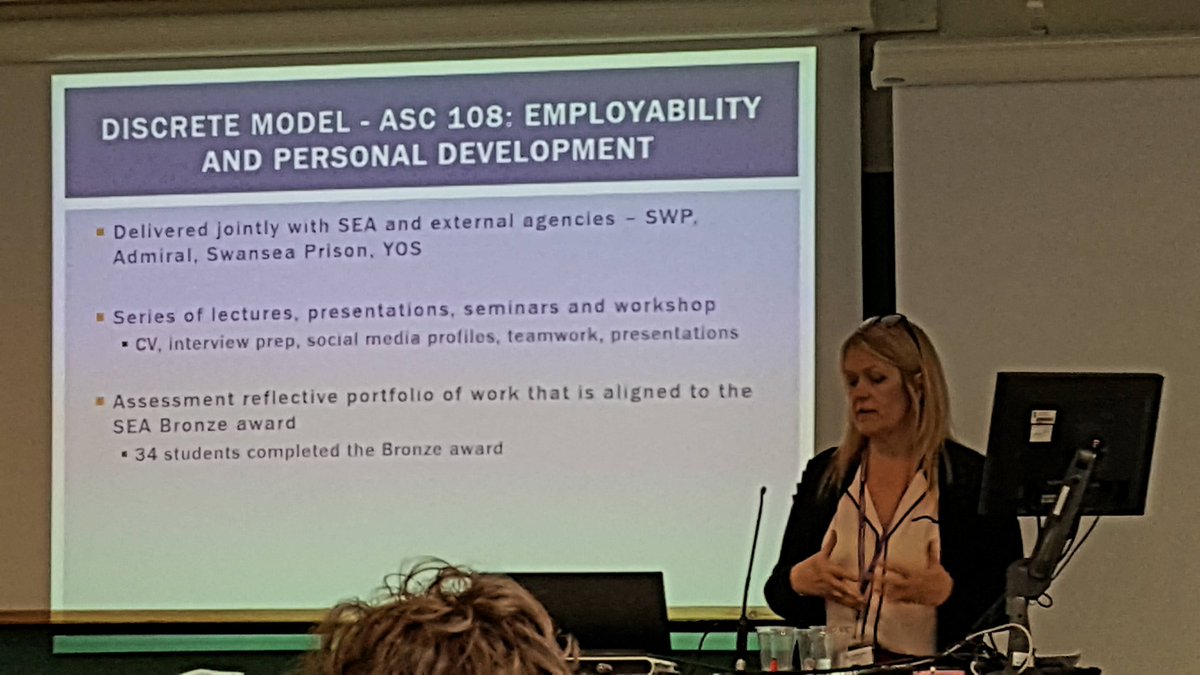 DISCRETE MODEL - ASC 108: EMPLOYABILITY
AND PERSONAL DEVELOPMENT
Delivered jointly with SEA and external agencies – SWP,
Admiral, Swansea Prison, YOS
Series of lectures, presentations, seminars and workshop
CV, interview prep, social media profiles, teamwork, presentations
Assessment reflective portfolio of work that is aligned to the
SEA Bronze award
34 students completed the Bronze award